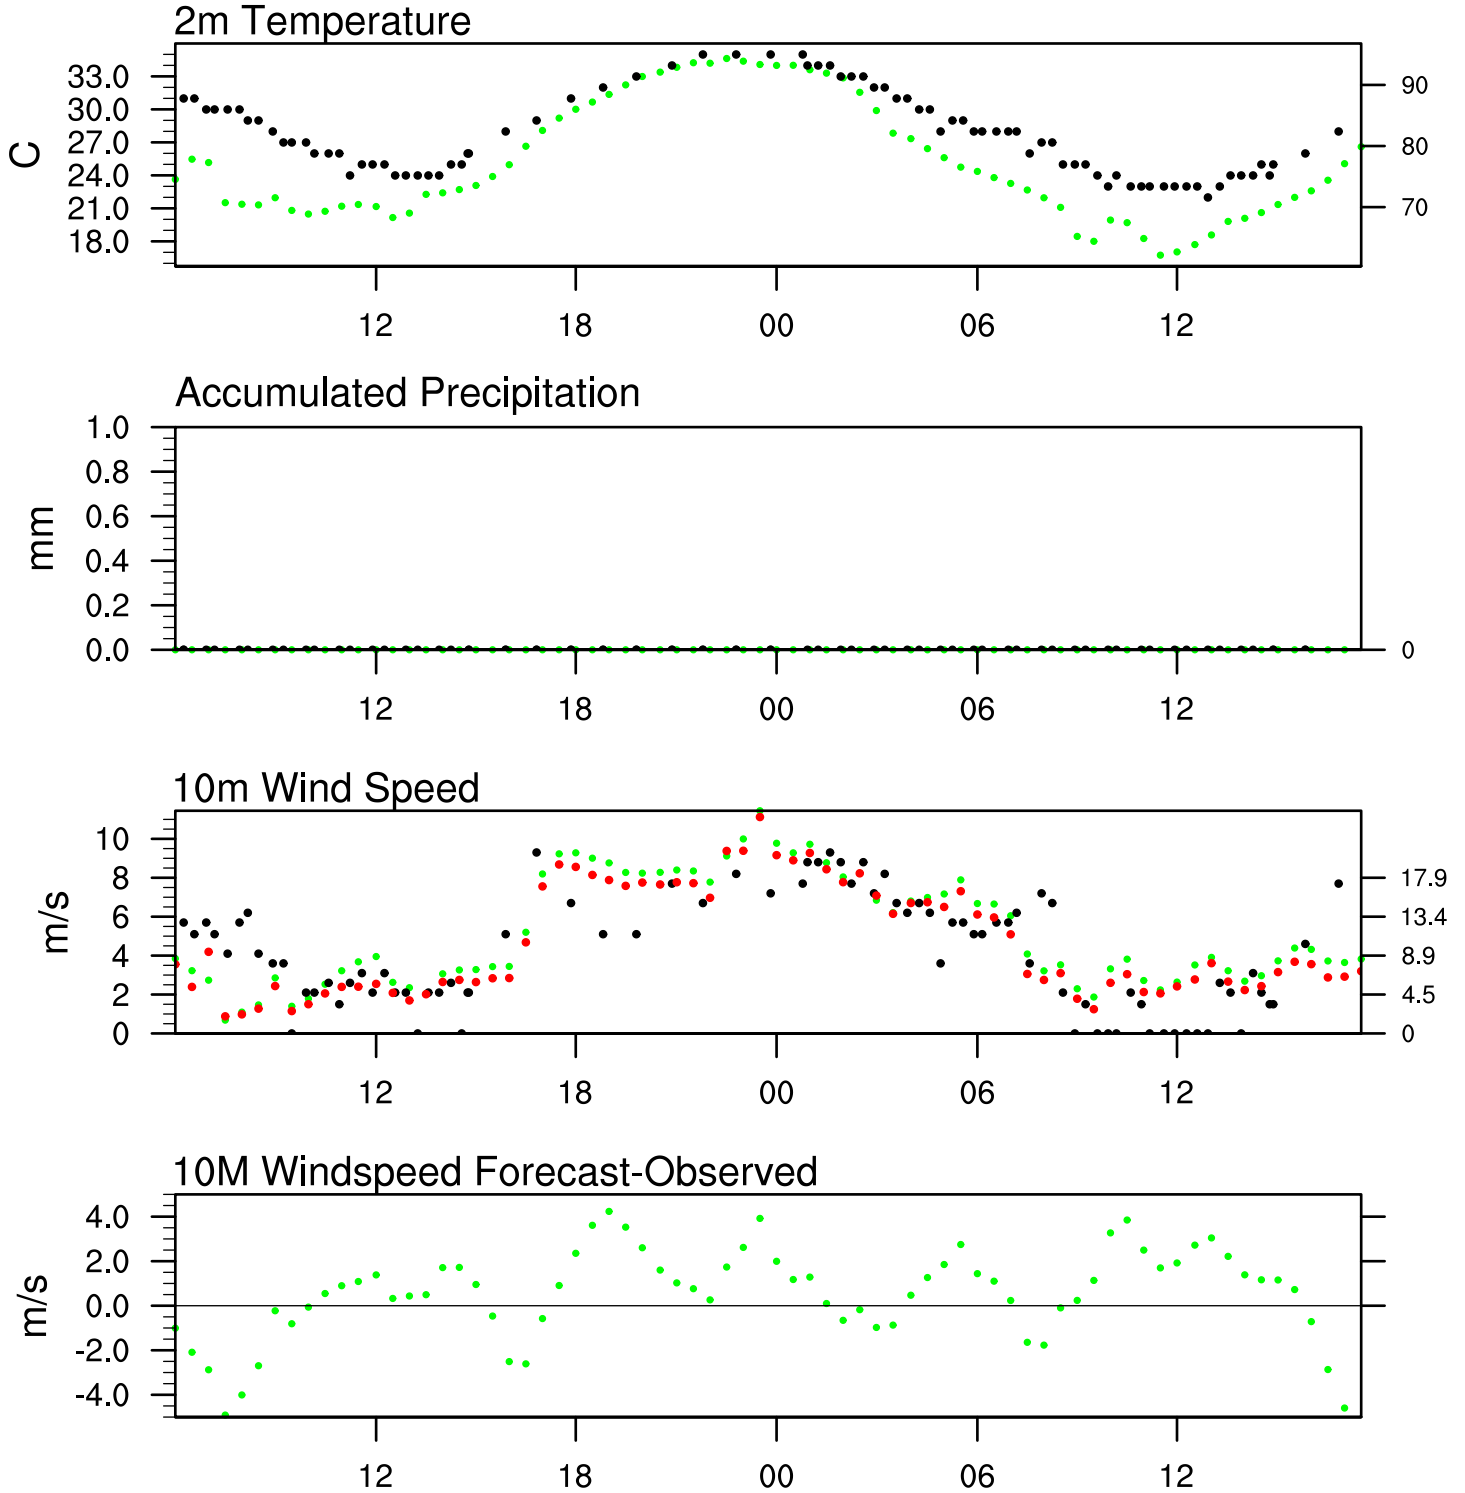 2m Temperature
33.0
30.0
27.0
24.0
21.0
18.0
C
90
80
70
12 18 00 06 12
Accumulated Precipitation
1.0
0.8
0.6
0.4
0.2
0.0
mm
0
12 18 00 06 12
10m Wind Speed
10
8
6
4
2
0
m/s
17.9
13.4
8.9
4.5
0
12 18 00 06 12
10M Windspeed Forecast-Observed
4.0
2.0
0.0
-2.0
-4.0
m/s
12 18 00 06 12